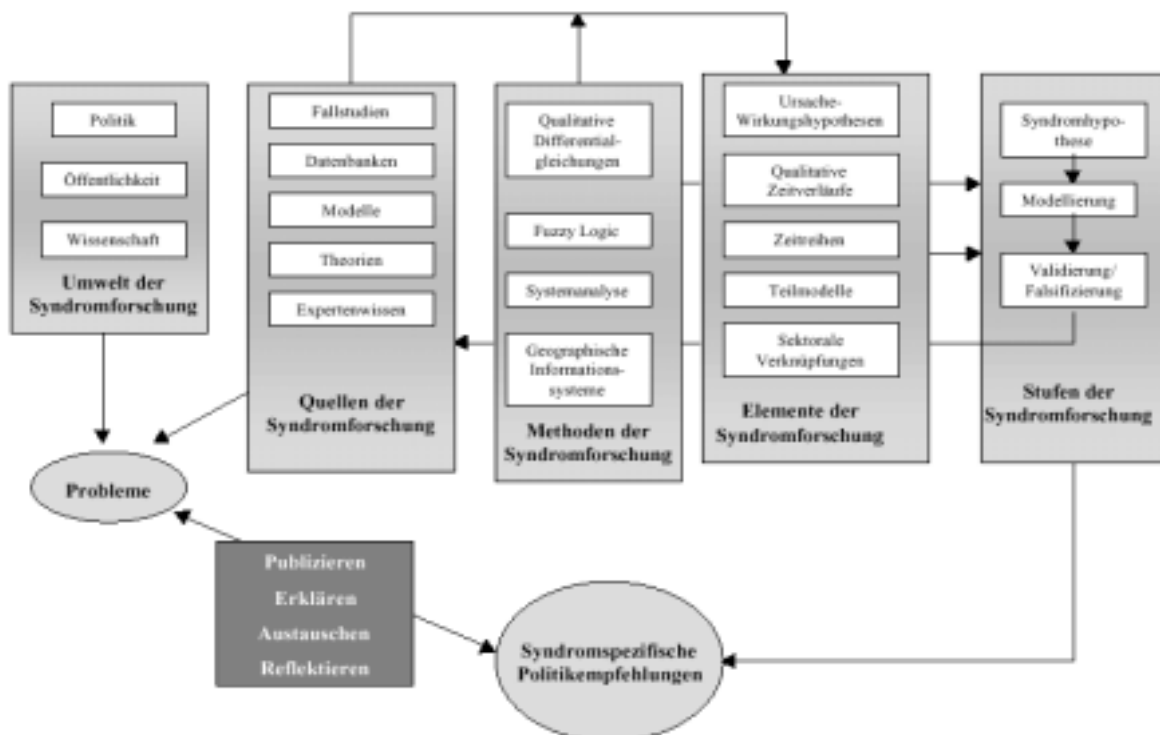 Politik
Öffentlichkeit
Wissenschaft
Umwelt der
Syndromforschung
Fallstudien
Datenbanken
Modelle
Theorien
Expertenwissen
Quellen der
Syndromforschung
Qualitative
Differential-
gleichungen
Fuzzy Logic
Systemanalyse
Geographische
Informations-
systeme
Methoden der
Syndromforschung
Ursache-
Wirkungshypothesen
Qualitative
Zeitverläufe
Zeitreihen
Teilmodelle
Sektorale
Verknüpfungen
Elemente der
Syndromforschung
Syndromhypo-
these
Modellierung
Validierung/
Falsifizierung
Stufen der
Syndromforschung
Probleme
Publizieren
Erklären
Austauschen
Reflektieren
Syndromspezifische
Politikempfehlungen